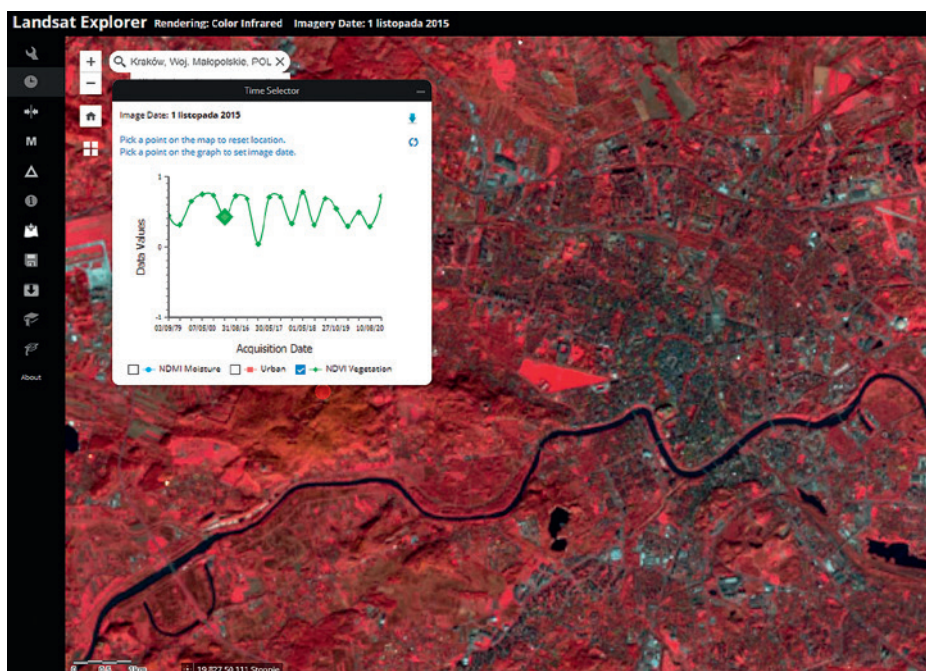 Landsat Explorer Rendering: Color Infrared Imagery Date: 1 listopada 2015
Kraków, Woj. Małopolskie, POL
Time Selector
Image Date: 1 listopada 2015
Pick a point on the map to reset location.
Pick a point on the graph to set image date.
1
0
-1
Data Values
03/09/79 07/05/00 31/08/16 30/05/17 01/05/18 27/10/19 10/08/20
Acquisition Date
NDMI Moisture Urban NDVI Vegetation
M
About